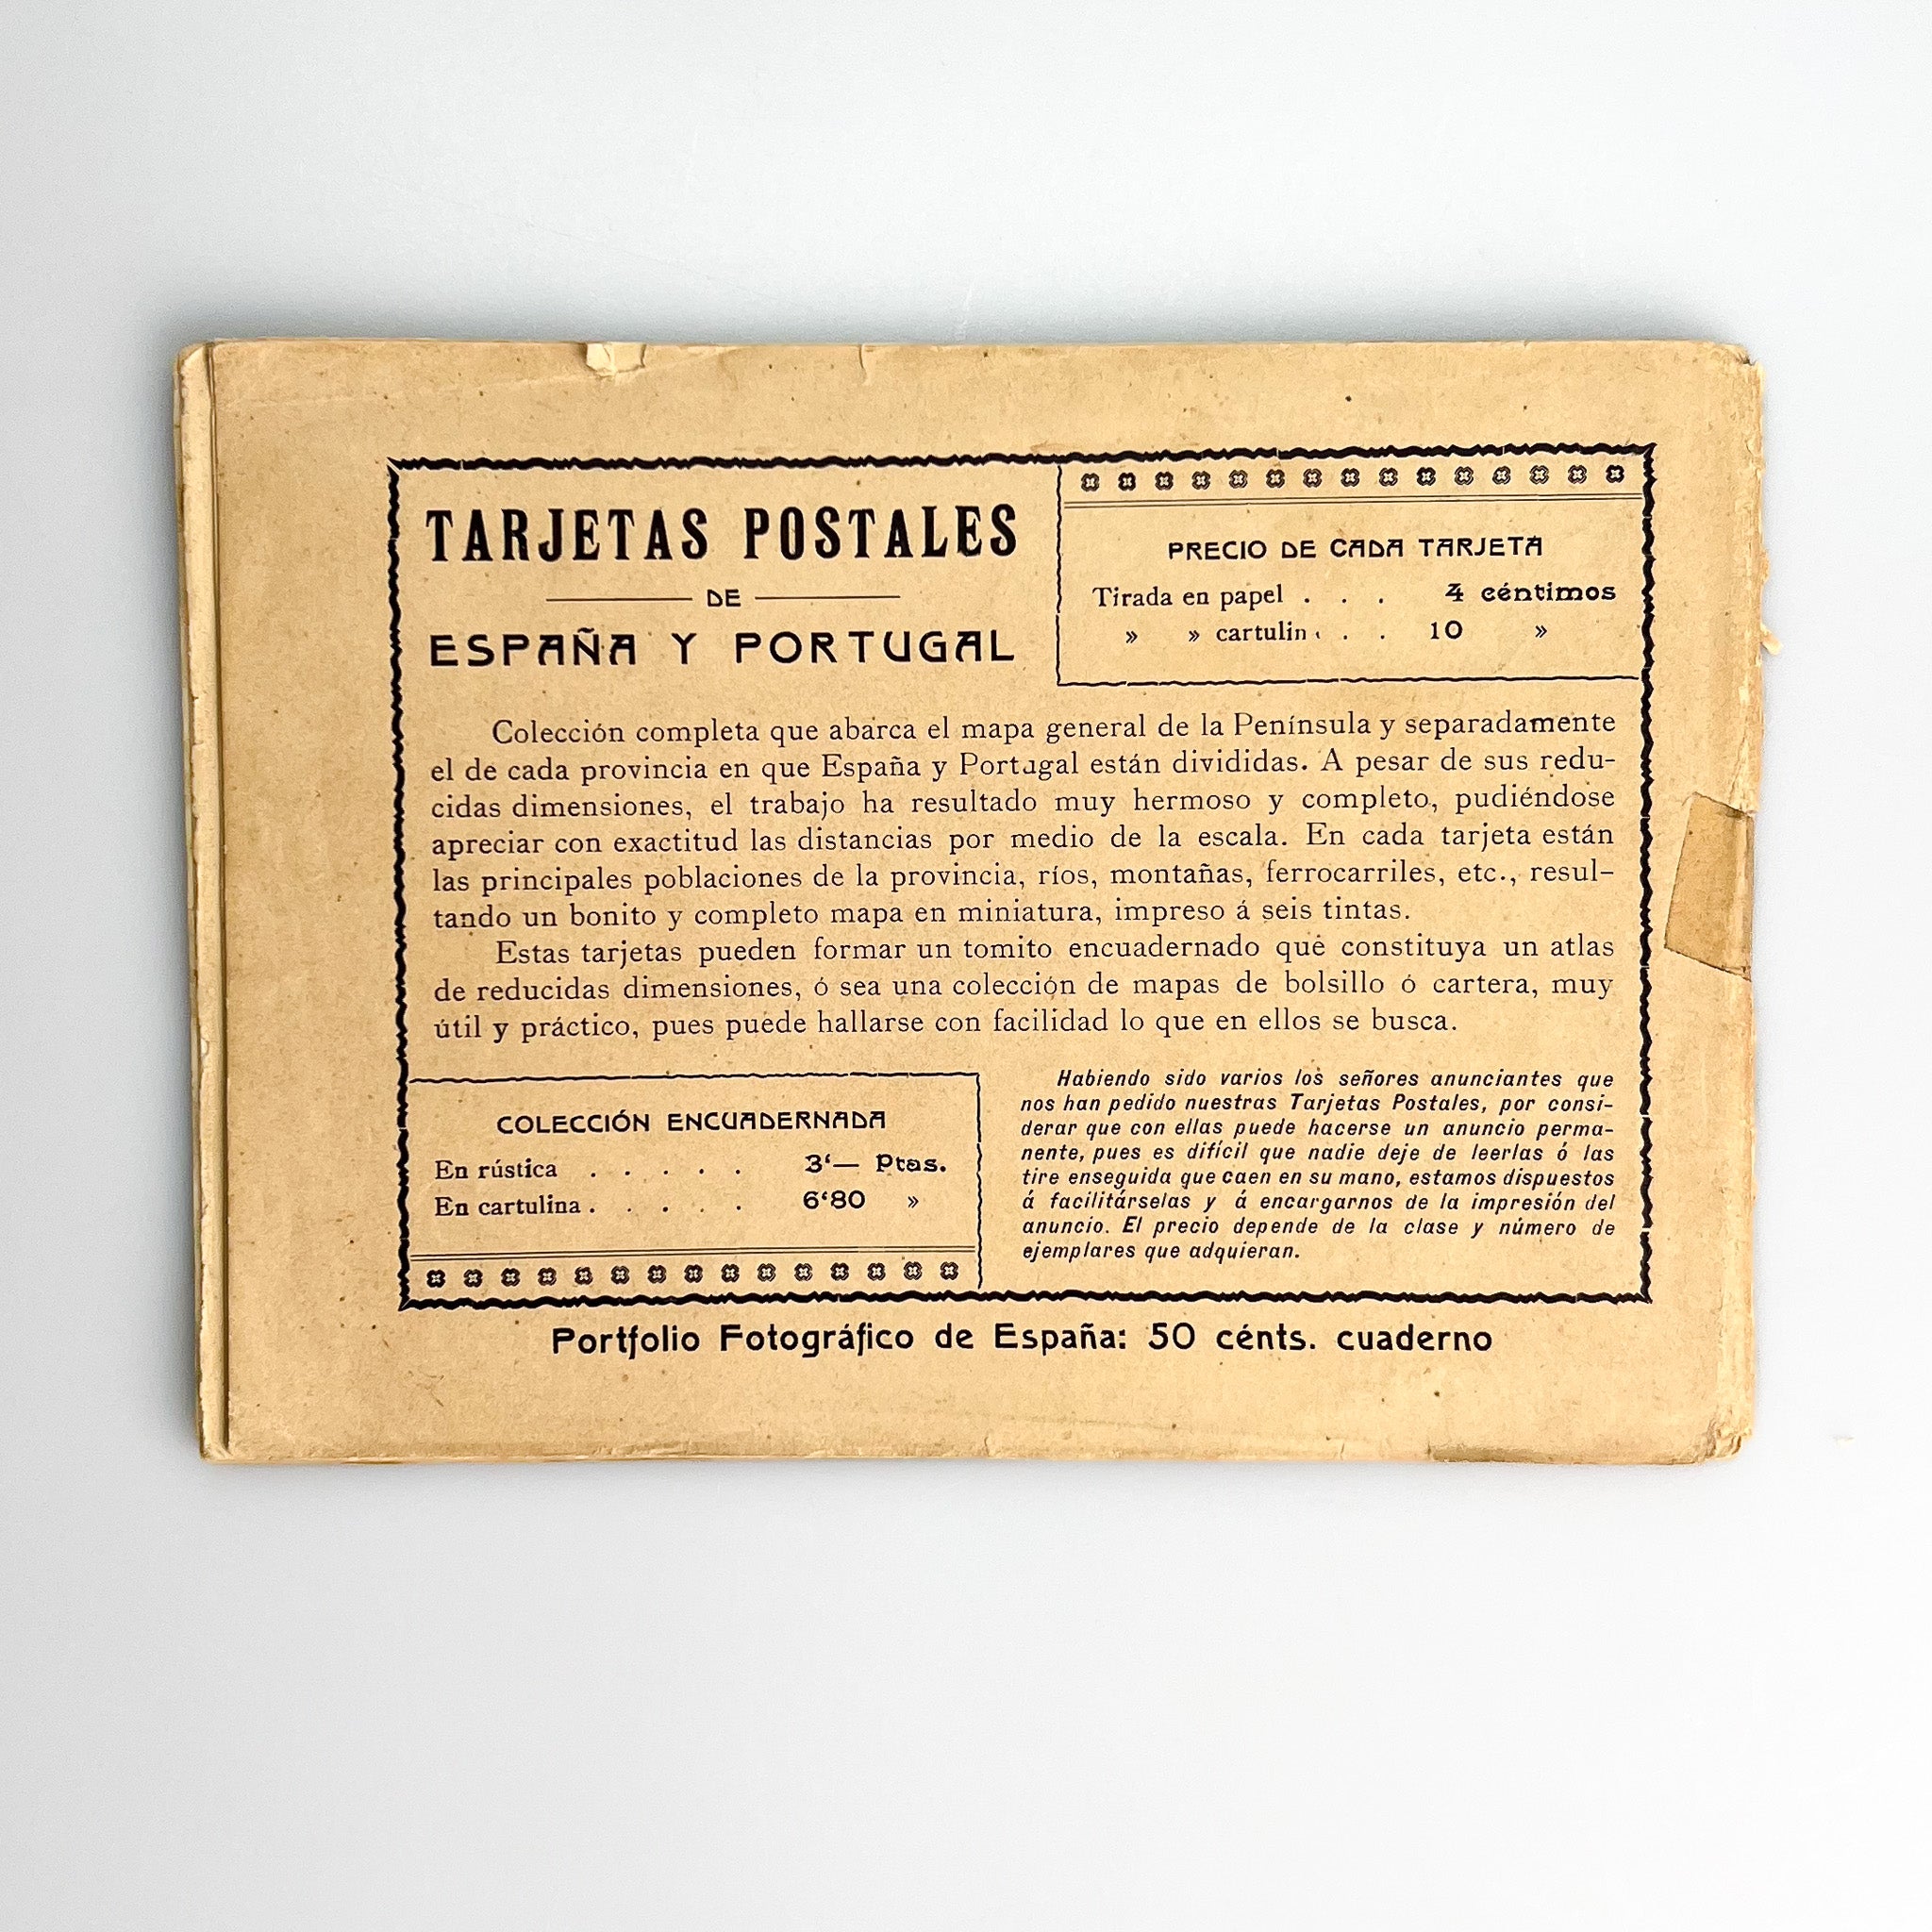 TARJETAS POSTALES
DE
ESPAÑA Y PORTUGAL
PRECIO DE CADA TARJETA
Tirada en papel . . . 4 céntimos
» » cartulin . . 10 »
Colección completa que abarca el mapa general de la Península y separadamente
el de cada provincia en que España y Portugal están divididas. A pesar de sus redu-
cidas dimensiones, el trabajo ha resultado muy hermoso y completo, pudiéndose
apreciar con exactitud las distancias por medio de la escala. En cada tarjeta están
las principales poblaciones de la provincia, ríos, montañas, ferrocarriles, etc., resul-
tando un bonito y completo mapa en miniatura, impreso á seis tintas.
Estas tarjetas pueden formar un tomito encuadernado que constituya un atlas
de reducidas dimensiones, ó sea una colección de mapas de bolsillo ó cartera, muy
útil y práctico, pues puede hallarse con facilidad lo que en ellos se busca.
COLECCIÓN ENCUADERNADA
En rústica . . . . . 3‘— Ptas.
En cartulina . . . . . 6‘80 »
Habiendo sido varios los señores anunciantes que
nos han pedido nuestras Tarjetas Postales, por consi-
derar que con ellas puede hacerse un anuncio perma-
nente, pues es difícil que nadie deje de leerlas ó las
tire enseguida que caen en su mano, estamos dispuestos
á facilitárselas y á encargarnos de la impresión del
anuncio. El precio depende de la clase y número de
ejemplares que adquieran.
Portfolio Fotográfico de España: 50 cénts. cuaderno